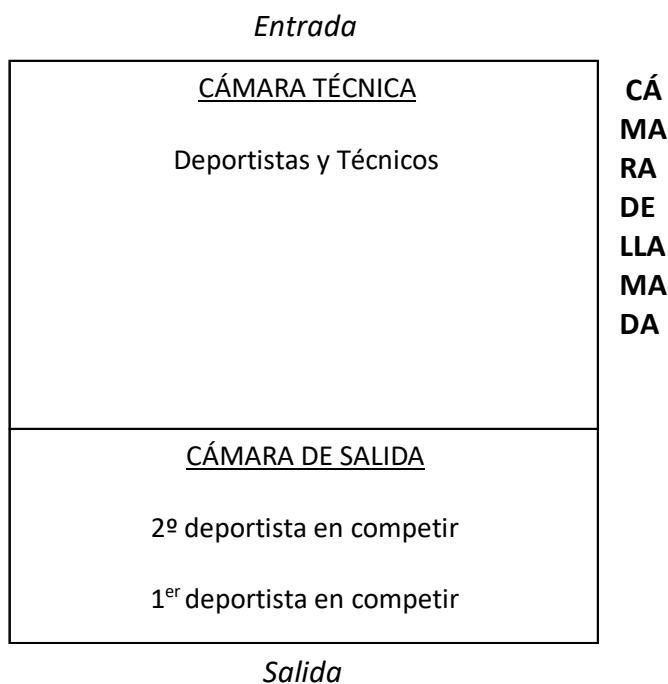 Entrada
CÁMARA TÉCNICA
Deportistas y Técnicos
CÁMARA DE SALIDA
2º deportista en competir
1er deportista en competir
Salida
CÁ
MA
RA
DE
LLA
MA
DA